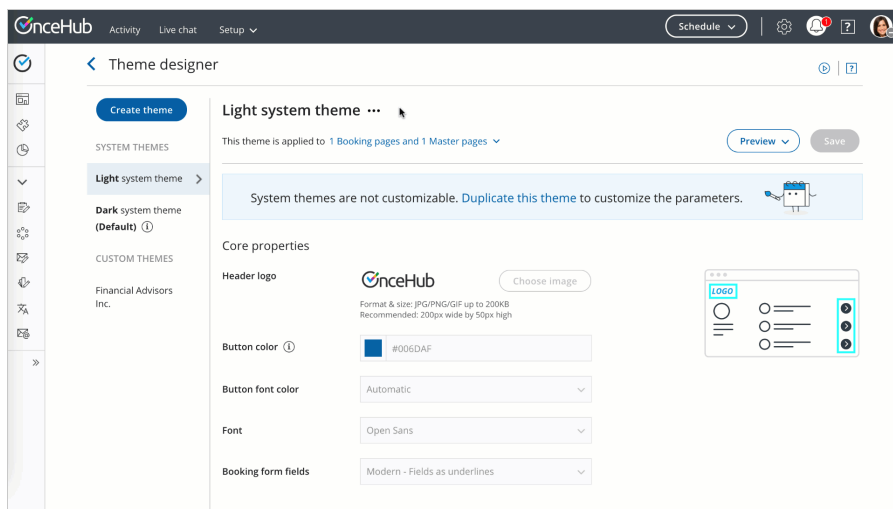 OnceHub Activity Live chat Setup Schedule 1 ?
Theme designer ?
Create theme
SYSTEM THEMES
Light system theme
Dark system theme
(Default) i
CUSTOM THEMES
Financial Advisors
Inc.
Light system theme ...
This theme is applied to 1 Booking pages and 1 Master pages Preview Save
System themes are not customizable. Duplicate this theme to customize the parameters.
Core properties
Header logo OnceHub Choose image
Format & size: JPG/PNG/GIF up to 200KB
Recommended: 200px wide by 50px high
LOGO
Button color i #006DAF
Button font color Automatic
Font Open Sans
Booking form fields Modern - Fields as underlines